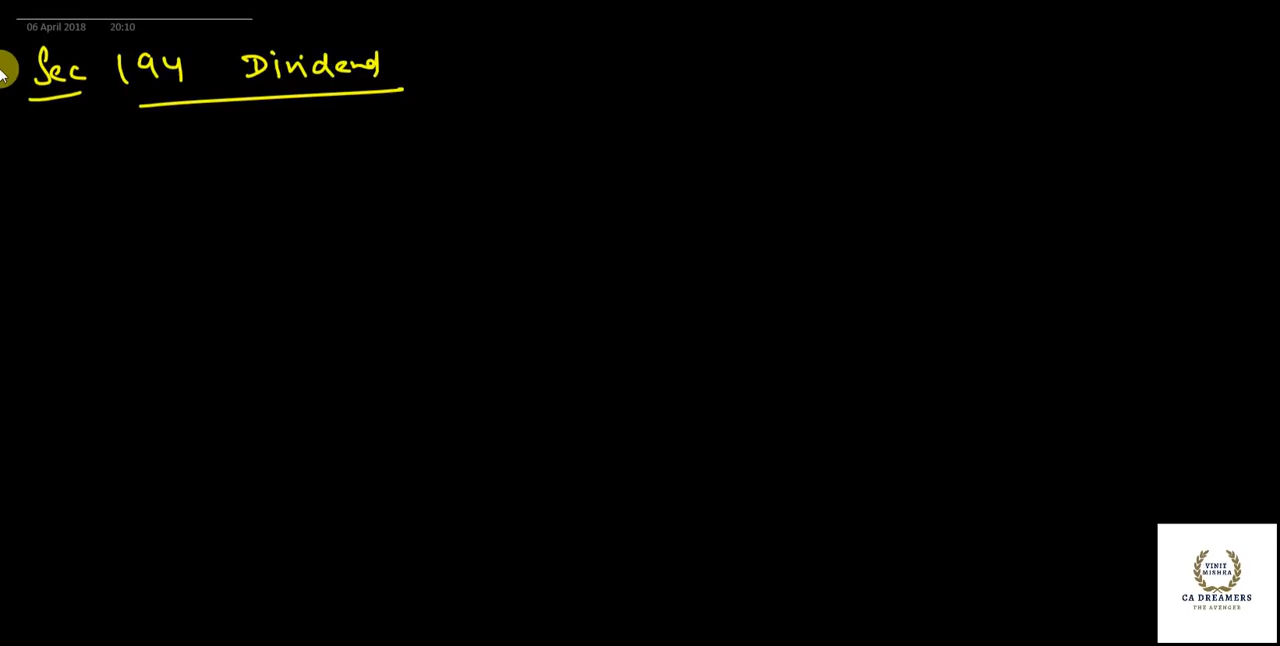 06 April 2018 20:10
Sec 194 Dividend
VINIT
MISHRA
CA DREAMERS
THE AVENGER